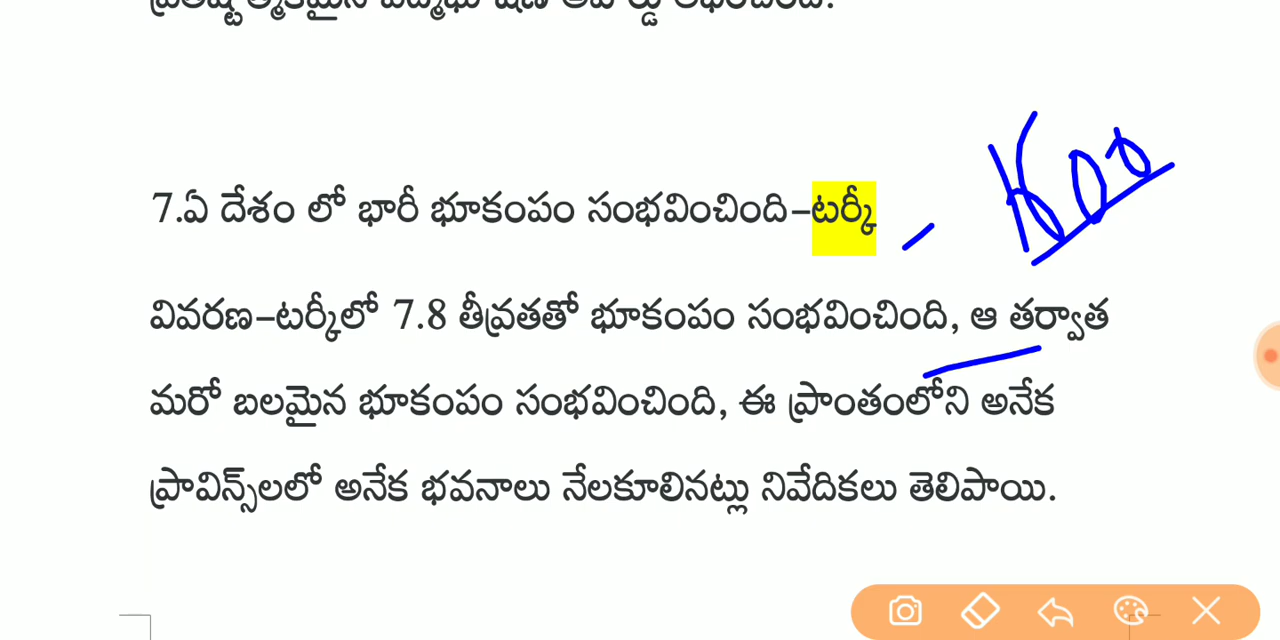 7.ఏ దేశం లో భారీ భూకంపం సంభవించింది-టర్కీ
వివరణ-టర్కీలో 7.8 తీవ్రతతో భూకంపం సంభవించింది, ఆ తర్వాత
మరో బలమైన భూకంపం సంభవించింది, ఈ ప్రాంతంలోని అనేక
ప్రావిన్స్‌లలో అనేక భవనాలు నేలకూలినట్లు నివేదికలు తెలిపాయి.